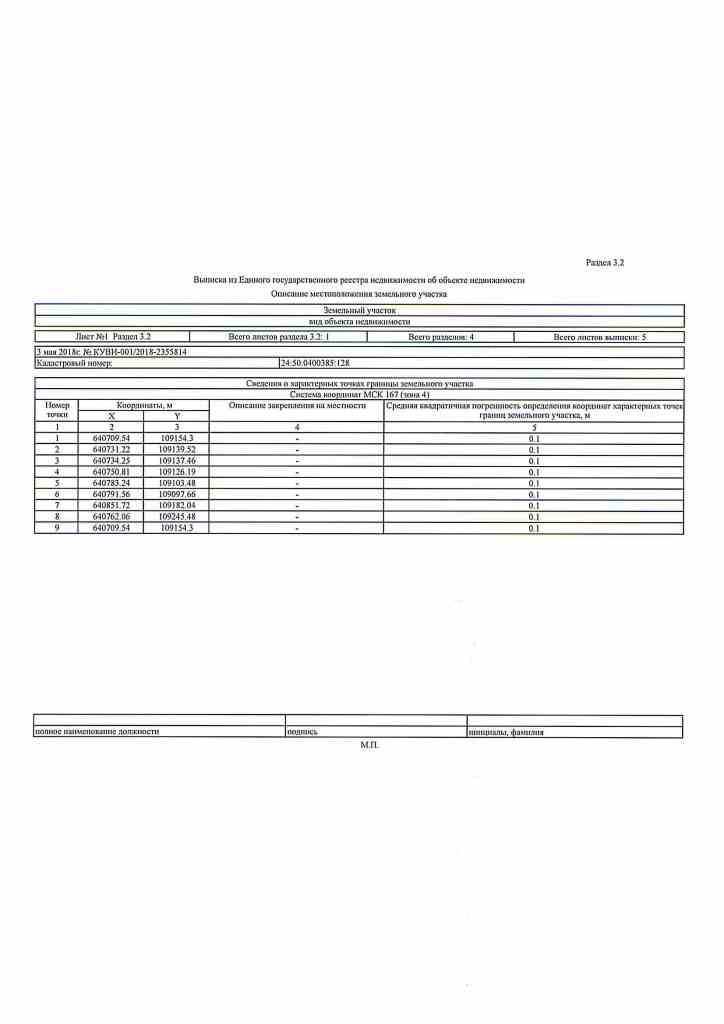 Раздел 3.2
Выписка из Единого государственного реестра недвижимости об объекте недвижимости
Описание местоположения земельного участка
Земельный участок
вид объекта недвижимости
Лист №1 Раздел 3.2 Всего листов раздела 3.2: 1 Всего разделов: 4 Всего листов выписки: 5
3 мая 2018г. № КУВИ-001/2018-2355814
Кадастровый номер: 24:50:0400385:128
Сведения о характерных точках границы земельного участка
Система координат МСК 167 (зона 4)
Номер точки Координаты, м Описание закрепления на местности Средняя квадратичная погрешность определения координат характерных точек границ земельного участка, м
X Y
1 2 3 4 5
1 640709.54 109154.3 - 0.1
2 640731.22 109139.52 - 0.1
3 640734.25 109137.46 - 0.1
4 640750.81 109126.19 - 0.1
5 640783.24 109103.48 - 0.1
6 640791.56 109097.66 - 0.1
7 640851.72 109182.04 - 0.1
8 640762.06 109245.48 - 0.1
9 640709.54 109154.3 - 0.1
полное наименование должности подпись инициалы, фамилия
М.П.